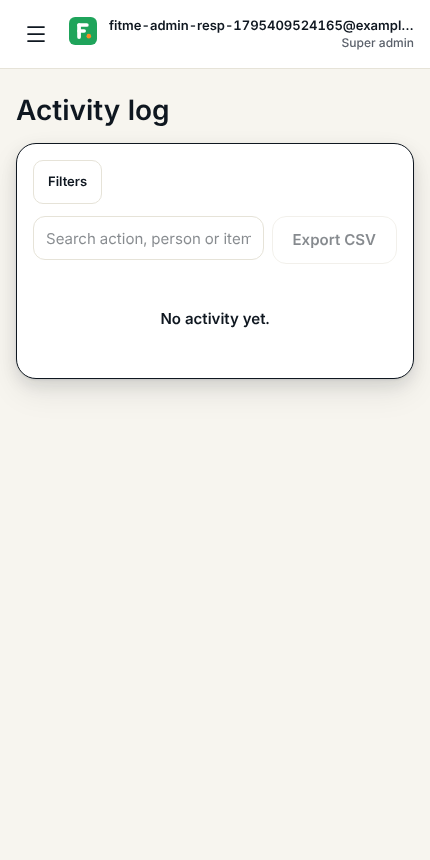 fitme-admin-resp-1795409524165@exampl...
Super admin
F
Activity log
Filters
Search action, person or item
Export CSV
No activity yet.